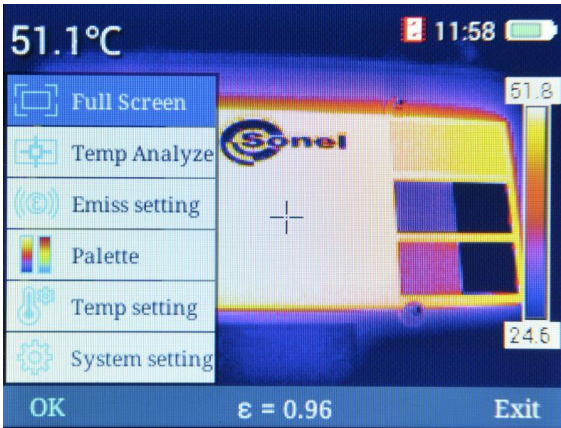 51.1°C
11:58
Full Screen
51.8
Sonel
Temp Analyze
((ε)) Emiss setting
Palette
Temp setting
24.6
System setting
OK ε = 0.96 Exit